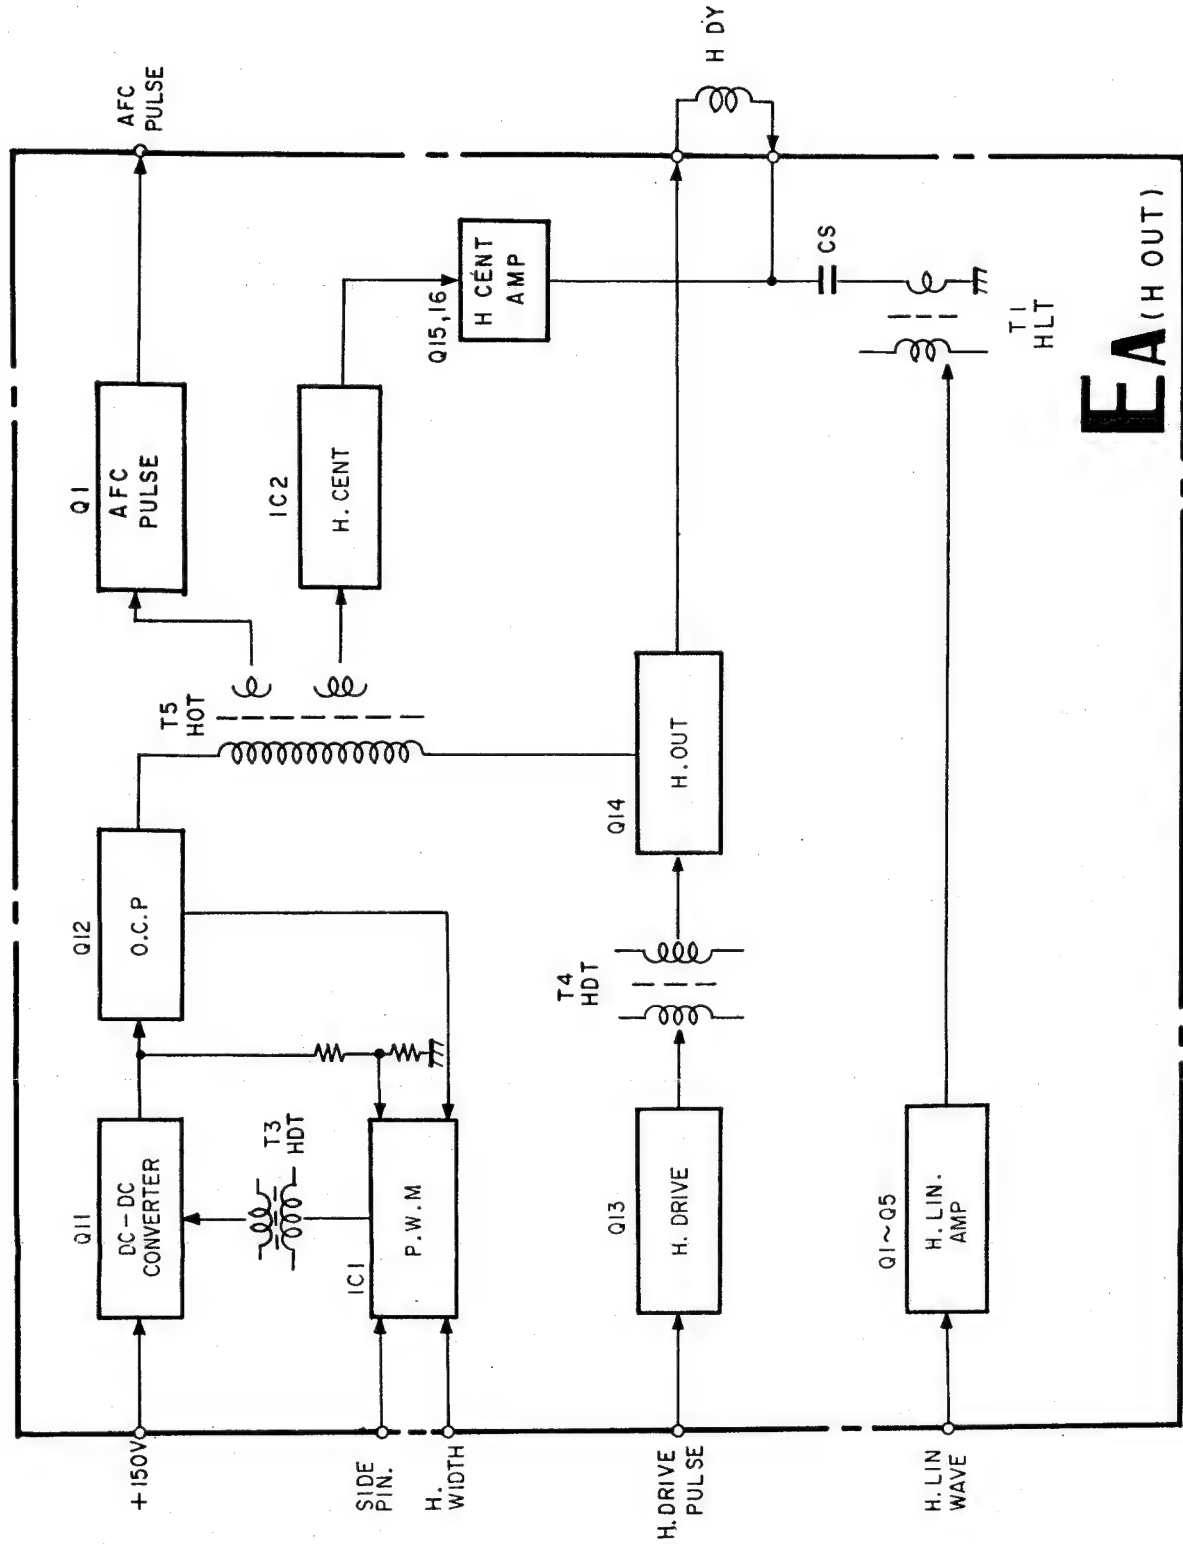 +150V
SIDE
PIN.
H.
WIDTH
H.DRIVE
PULSE
H.LIN
WAVE
Q11
DC-DC
CONVERTER
T3
HDT
IC1
P.W.M
Q12
O.C.P
Q13
H. DRIVE
T4
HDT
Q14
H.OUT
Q1~Q5
H. LIN.
AMP
T5
HOT
Q1
AFC
PULSE
IC2
H. CENT
Q15,16
H CENT
AMP
AFC
PULSE
H DY
CS
T1
HLT
EA (H OUT)